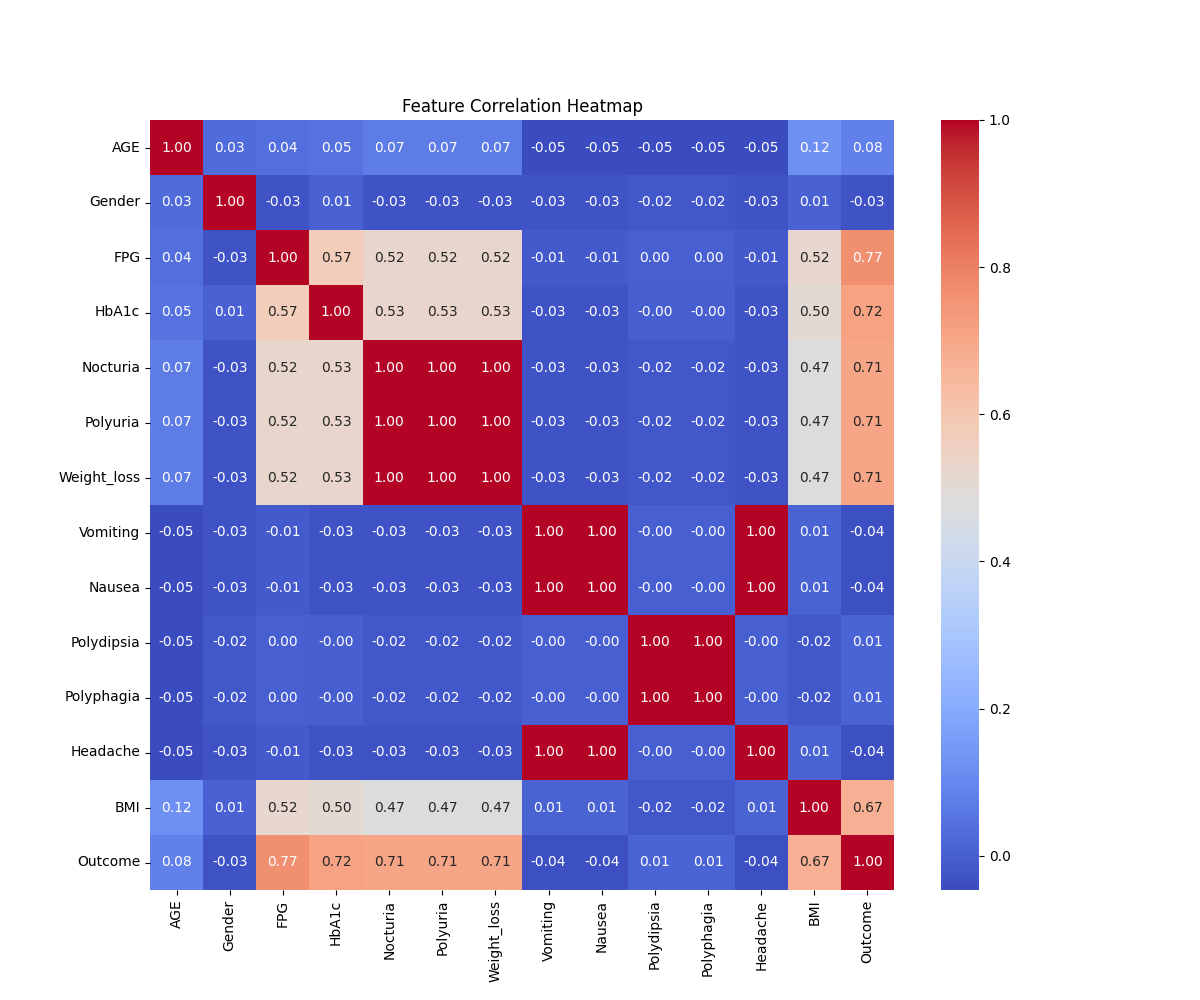 Feature Correlation Heatmap
AGE 1.00 0.03 0.04 0.05 0.07 0.07 0.07 -0.05 -0.05 -0.05 -0.05 -0.05 0.12 0.08
Gender 0.03 1.00 -0.03 0.01 -0.03 -0.03 -0.03 -0.03 -0.03 -0.02 -0.02 -0.03 0.01 -0.03
FPG 0.04 -0.03 1.00 0.57 0.52 0.52 0.52 -0.01 -0.01 0.00 0.00 -0.01 0.52 0.77
HbA1c 0.05 0.01 0.57 1.00 0.53 0.53 0.53 -0.03 -0.03 -0.00 -0.00 -0.03 0.50 0.72
Nocturia 0.07 -0.03 0.52 0.53 1.00 1.00 1.00 -0.03 -0.03 -0.02 -0.02 -0.03 0.47 0.71
Polyuria 0.07 -0.03 0.52 0.53 1.00 1.00 1.00 -0.03 -0.03 -0.02 -0.02 -0.03 0.47 0.71
Weight_loss 0.07 -0.03 0.52 0.53 1.00 1.00 1.00 -0.03 -0.03 -0.02 -0.02 -0.03 0.47 0.71
Vomiting -0.05 -0.03 -0.01 -0.03 -0.03 -0.03 -0.03 1.00 1.00 -0.00 -0.00 1.00 0.01 -0.04
Nausea -0.05 -0.03 -0.01 -0.03 -0.03 -0.03 -0.03 1.00 1.00 -0.00 -0.00 1.00 0.01 -0.04
Polydipsia -0.05 -0.02 0.00 -0.00 -0.02 -0.02 -0.02 -0.00 -0.00 1.00 1.00 -0.00 -0.02 0.01
Polyphagia -0.05 -0.02 0.00 -0.00 -0.02 -0.02 -0.02 -0.00 -0.00 1.00 1.00 -0.00 -0.02 0.01
Headache -0.05 -0.03 -0.01 -0.03 -0.03 -0.03 -0.03 1.00 1.00 -0.00 -0.00 1.00 0.01 -0.04
BMI 0.12 0.01 0.52 0.50 0.47 0.47 0.47 0.01 0.01 -0.02 -0.02 0.01 1.00 0.67
Outcome 0.08 -0.03 0.77 0.72 0.71 0.71 0.71 -0.04 -0.04 0.01 0.01 -0.04 0.67 1.00
AGE Gender FPG HbA1c Nocturia Polyuria Weight_loss Vomiting Nausea Polydipsia Polyphagia Headache BMI Outcome
1.0
0.8
0.6
0.4
0.2
0.0